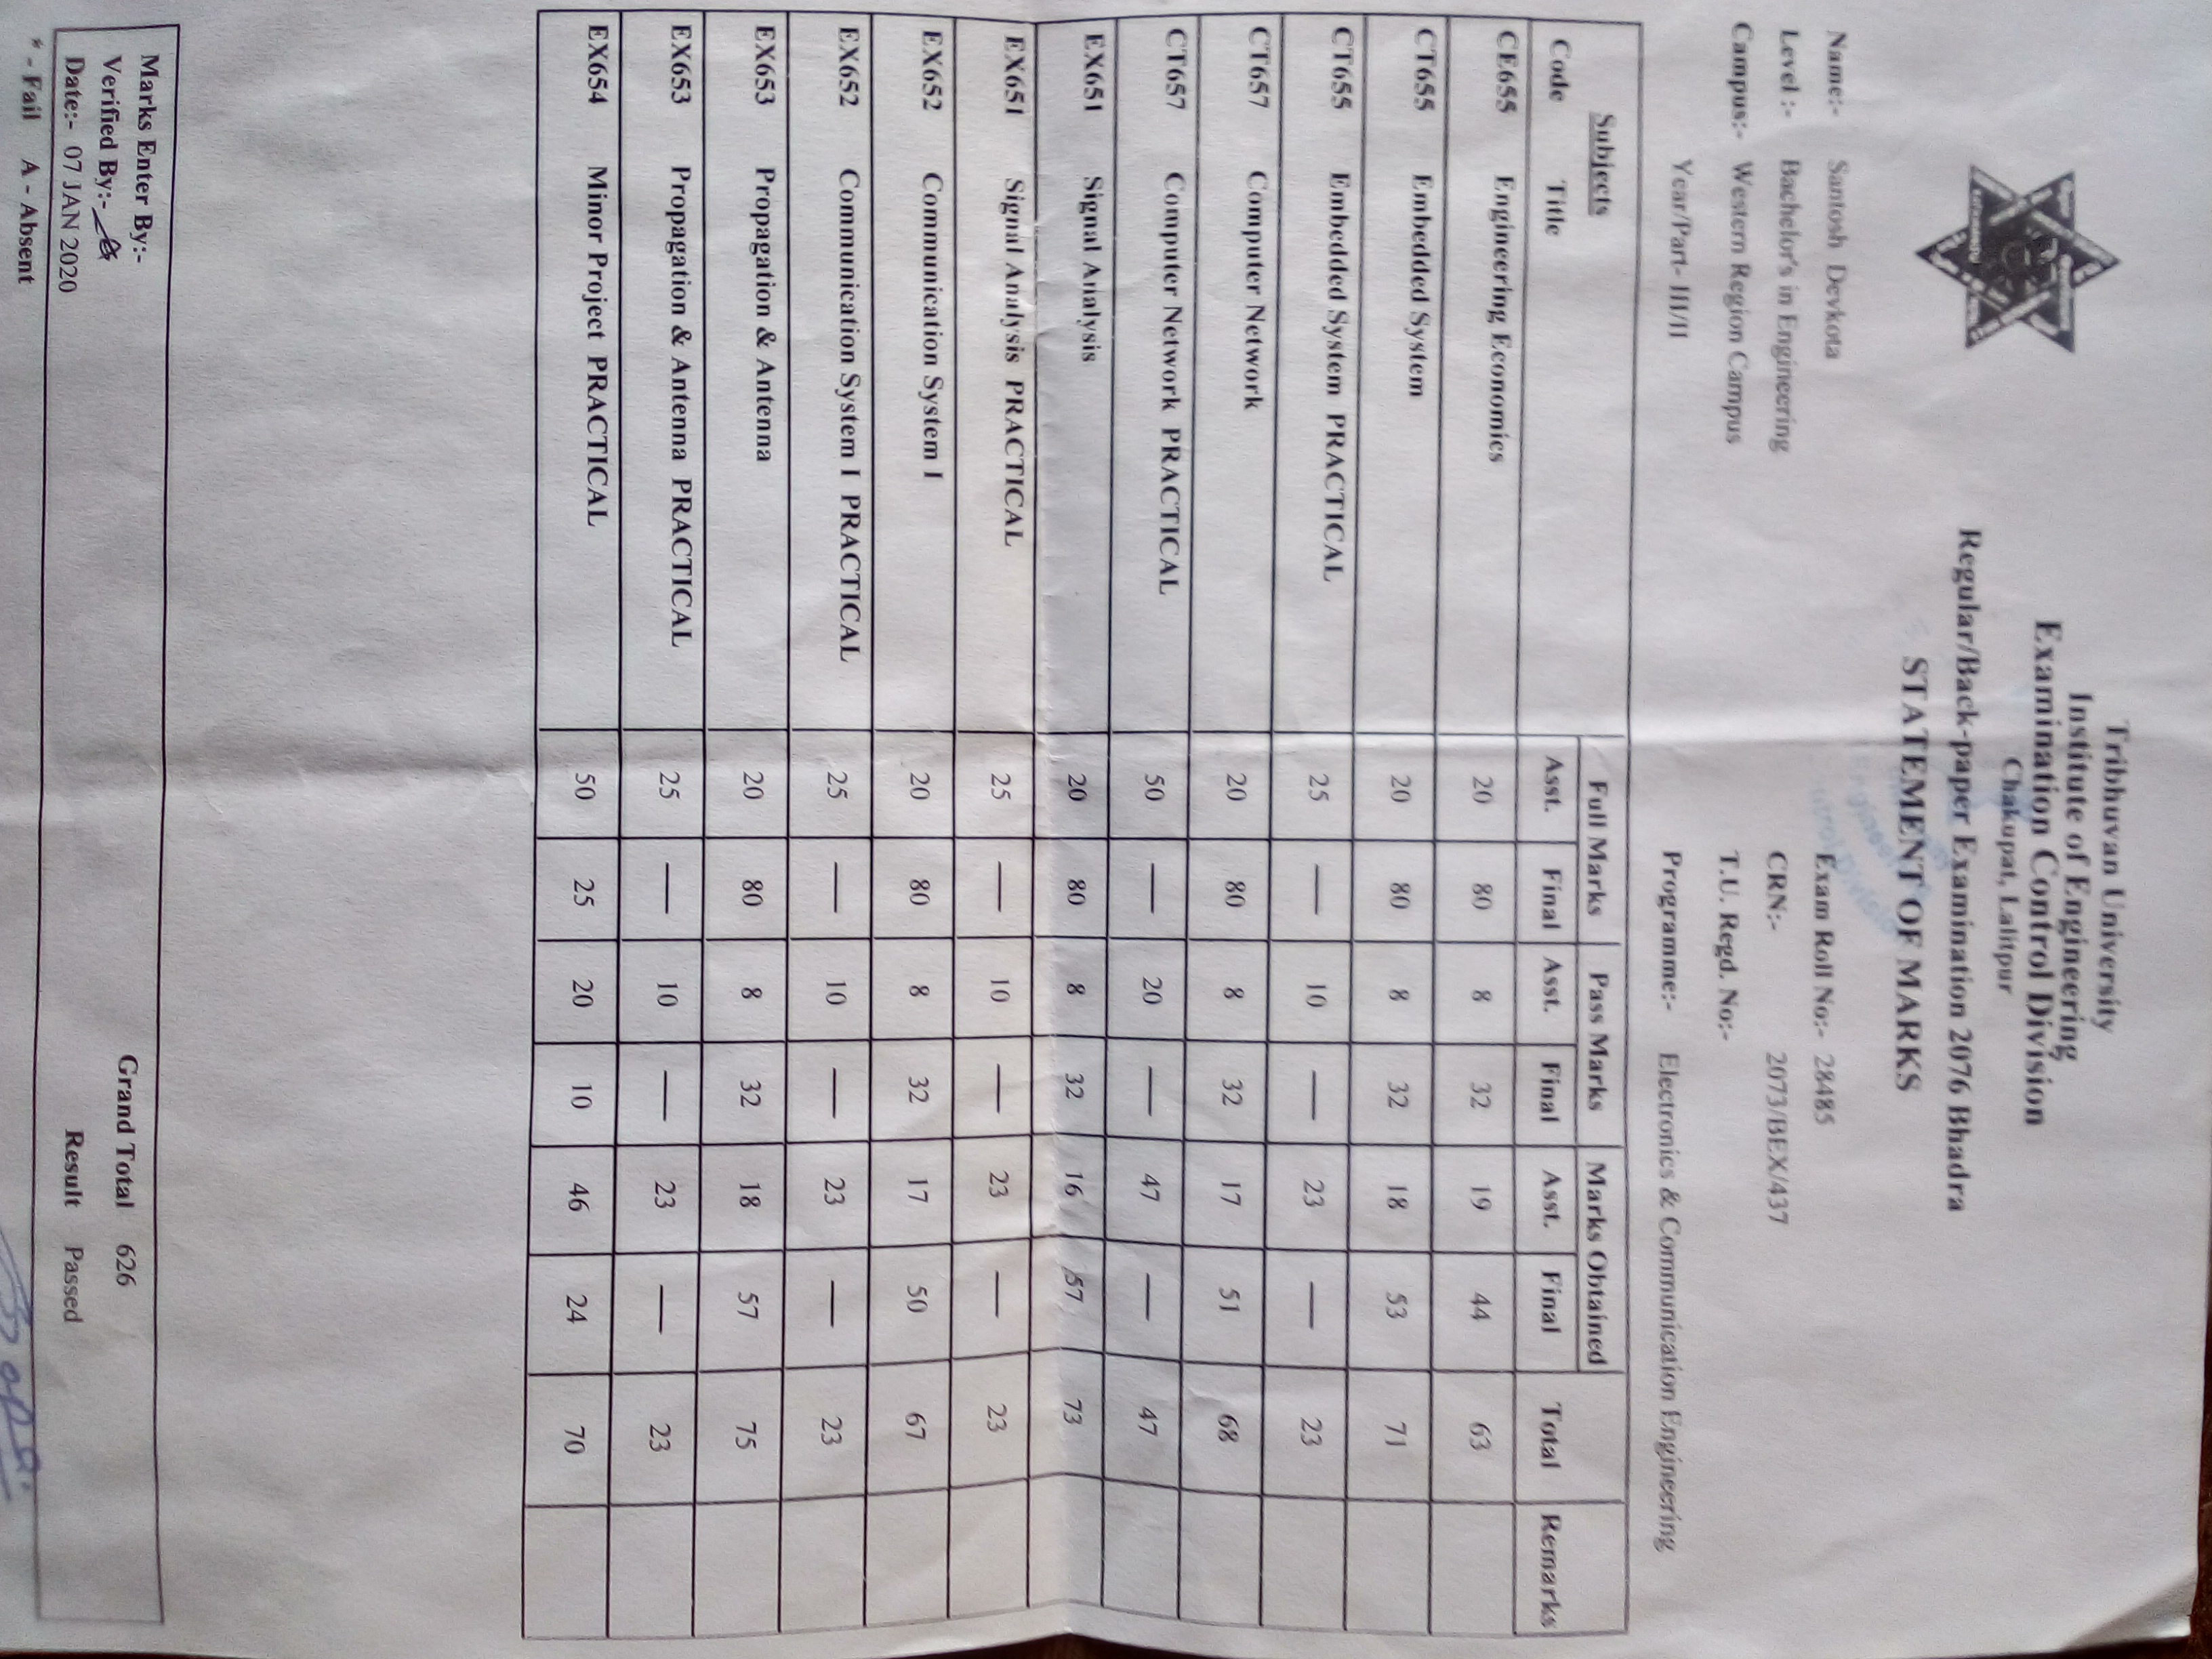 Tribhuvan University
Institute of Engineering
Examination Control Division
Chakupat, Lalitpur
Regular/Back-paper Examination 2076 Bhadra
STATEMENT OF MARKS
Name:- Santosh Devkota
Exam Roll No:- 28485
Level :- Bachelor's in Engineering
CRN:- 2073/BEX/437
Campus:- Western Region Campus
T.U. Regd. No:-
Year/Part- III/II
Programme:- Electronics & Communication Engineering
Subjects Full Marks Pass Marks Marks Obtained
Code Title Asst. Final Asst. Final Asst. Final Total Remarks
CE655 Engineering Economics 20 80 8 32 19 44 63
CT655 Embedded System 20 80 8 32 18 53 71
CT655 Embedded System PRACTICAL 25 — 10 — 23 — 23
CT657 Computer Network 20 80 8 32 17 51 68
CT657 Computer Network PRACTICAL 50 — 20 — 47 — 47
EX651 Signal Analysis 20 80 8 32 16 57 73
EX651 Signal Analysis PRACTICAL 25 — 10 — 23 — 23
EX652 Communication System I 20 80 8 32 17 50 67
EX652 Communication System I PRACTICAL 25 — 10 — 23 — 23
EX653 Propagation & Antenna 20 80 8 32 18 57 75
EX653 Propagation & Antenna PRACTICAL 25 — 10 — 23 — 23
EX654 Minor Project PRACTICAL 50 25 20 10 46 24 70
Marks Enter By:-
Grand Total 626
Verified By:-
Date:- 07 JAN 2020
Result Passed
* - Fail A - Absent